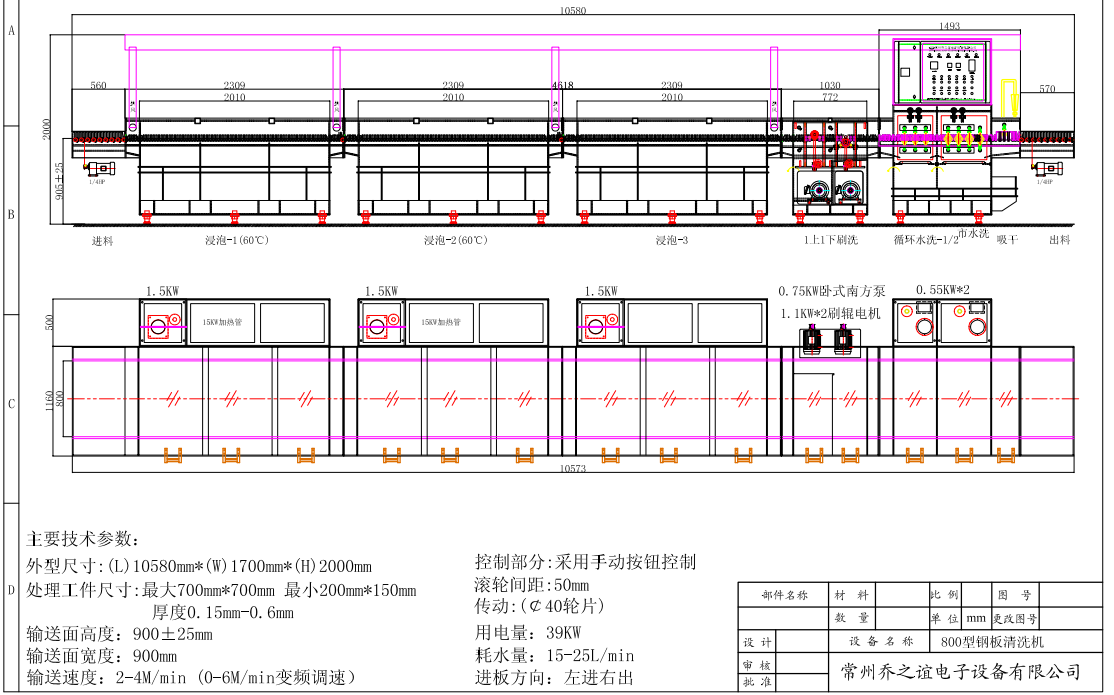 10580
A
1493
560
2309
2309
4618
2309
1030
2010
2010
2010
772
570
2000
905±25
1/4HP
1/4HP
B
进料
浸泡-1(60℃)
浸泡-2(60℃)
浸泡-3
1上1下刷洗
循环水洗-1/2
市水洗
吸干
出料
1.5KW
1.5KW
1.5KW
0.75KW卧式南方泵
0.55KW*2
1.1KW*2刷辊电机
500
15KW加热管
15KW加热管
C
1160
800
10573
D
主要技术参数:
外型尺寸:(L)10580mm*(W)1700mm*(H)2000mm
处理工件尺寸:最大700mm*700mm 最小200mm*150mm
厚度0.15mm-0.6mm
输送面高度: 900±25mm
输送面宽度: 900mm
输送速度: 2-4M/min (0-6M/min变频调速)
控制部分:采用手动按钮控制
滚轮间距:50mm
传动:(¢40轮片)
用电量: 39KW
耗水量: 15-25L/min
进板方向: 左进右出
部件名称 材料 比例 图号
数量 单位 mm 更改图号
设计 设备名称 800型钢板清洗机
审核
批准
常州乔之谊电子设备有限公司